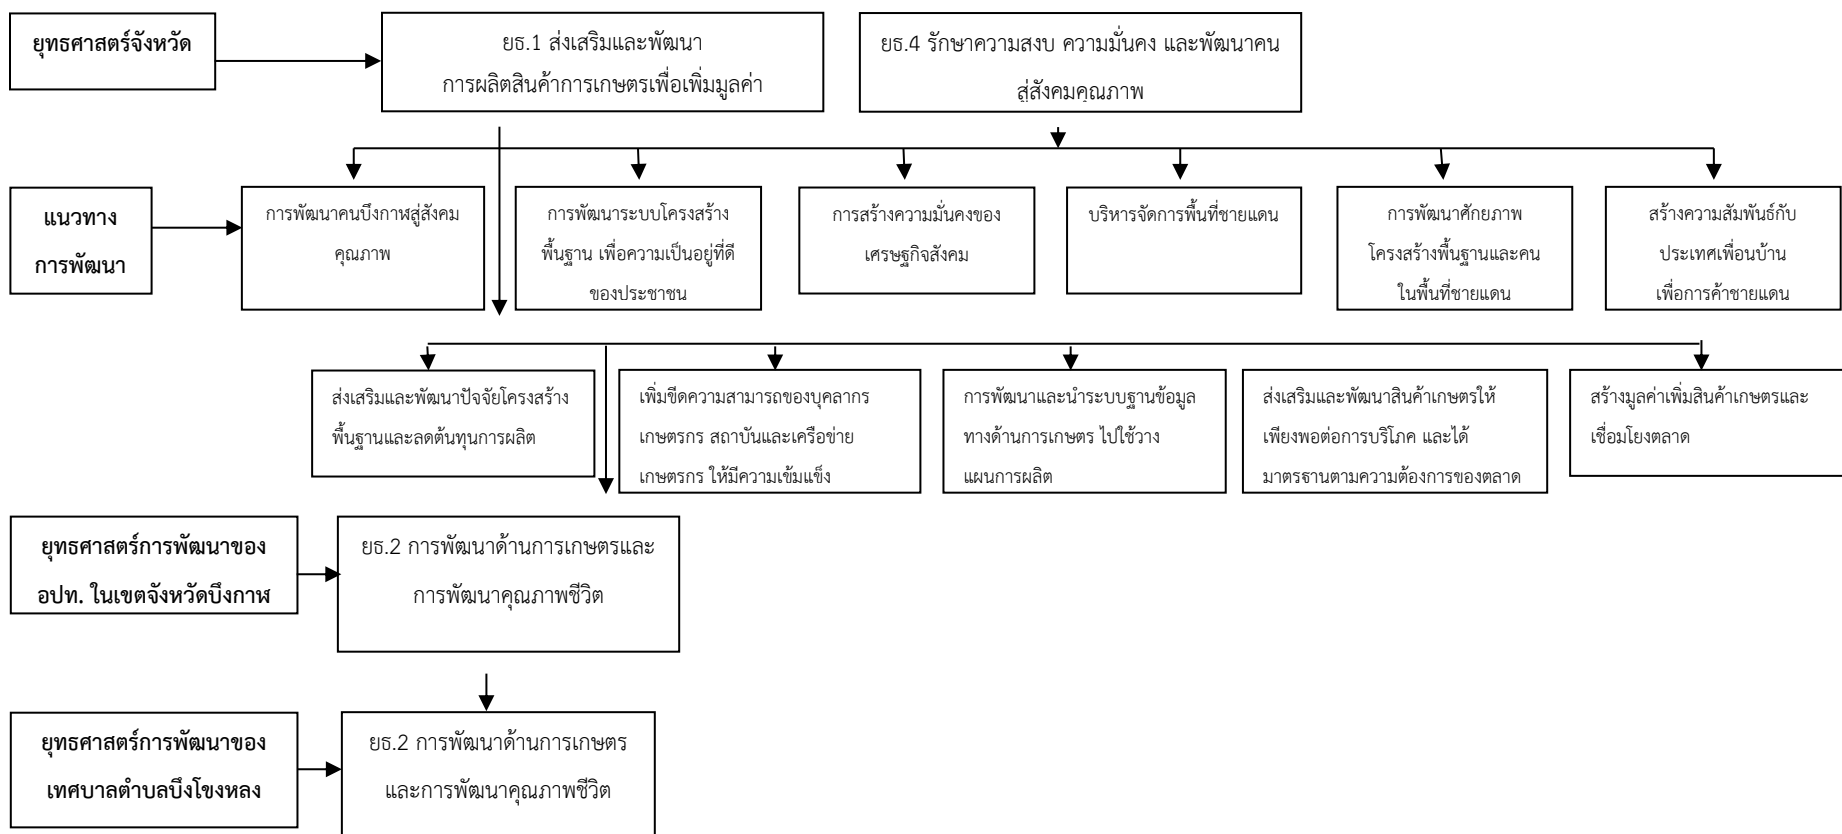 ยุทธศาสตร์จังหวัด
ยธ.1 ส่งเสริมและพัฒนา
การผลิตสินค้าการเกษตรเพื่อเพิ่มมูลค่า
ยธ.4 รักษาความสงบ ความมั่นคง และพัฒนาคน
สู่สังคมคุณภาพ
แนวทาง
การพัฒนา
การพัฒนาคนบึงกาฬสู่สังคม
คุณภาพ
การพัฒนาระบบโครงสร้าง
พื้นฐาน เพื่อความเป็นอยู่ที่ดี
ของประชาชน
การสร้างความมั่นคงของ
เศรษฐกิจสังคม
บริหารจัดการพื้นที่ชายแดน
การพัฒนาศักยภาพ
โครงสร้างพื้นฐานและคน
ในพื้นที่ชายแดน
สร้างความสัมพันธ์กับ
ประเทศเพื่อนบ้าน
เพื่อการค้าชายแดน
ส่งเสริมและพัฒนาปัจจัยโครงสร้าง
พื้นฐานและลดต้นทุนการผลิต
เพิ่มขีดความสามารถของบุคลากร
เกษตรกร สถาบันและเครือข่าย
เกษตรกร ให้มีความเข้มแข็ง
การพัฒนาและนำระบบฐานข้อมูล
ทางด้านการเกษตร ไปใช้วาง
แผนการผลิต
ส่งเสริมและพัฒนาสินค้าเกษตรให้
เพียงพอต่อการบริโภค และได้
มาตรฐานตามความต้องการของตลาด
สร้างมูลค่าเพิ่มสินค้าเกษตรและ
เชื่อมโยงตลาด
ยุทธศาสตร์การพัฒนาของ
อปท. ในเขตจังหวัดบึงกาฬ
ยธ.2 การพัฒนาด้านการเกษตรและ
การพัฒนาคุณภาพชีวิต
ยุทธศาสตร์การพัฒนาของ
เทศบาลตำบลบึงโขงหลง
ยธ.2 การพัฒนาด้านการเกษตร
และการพัฒนาคุณภาพชีวิต